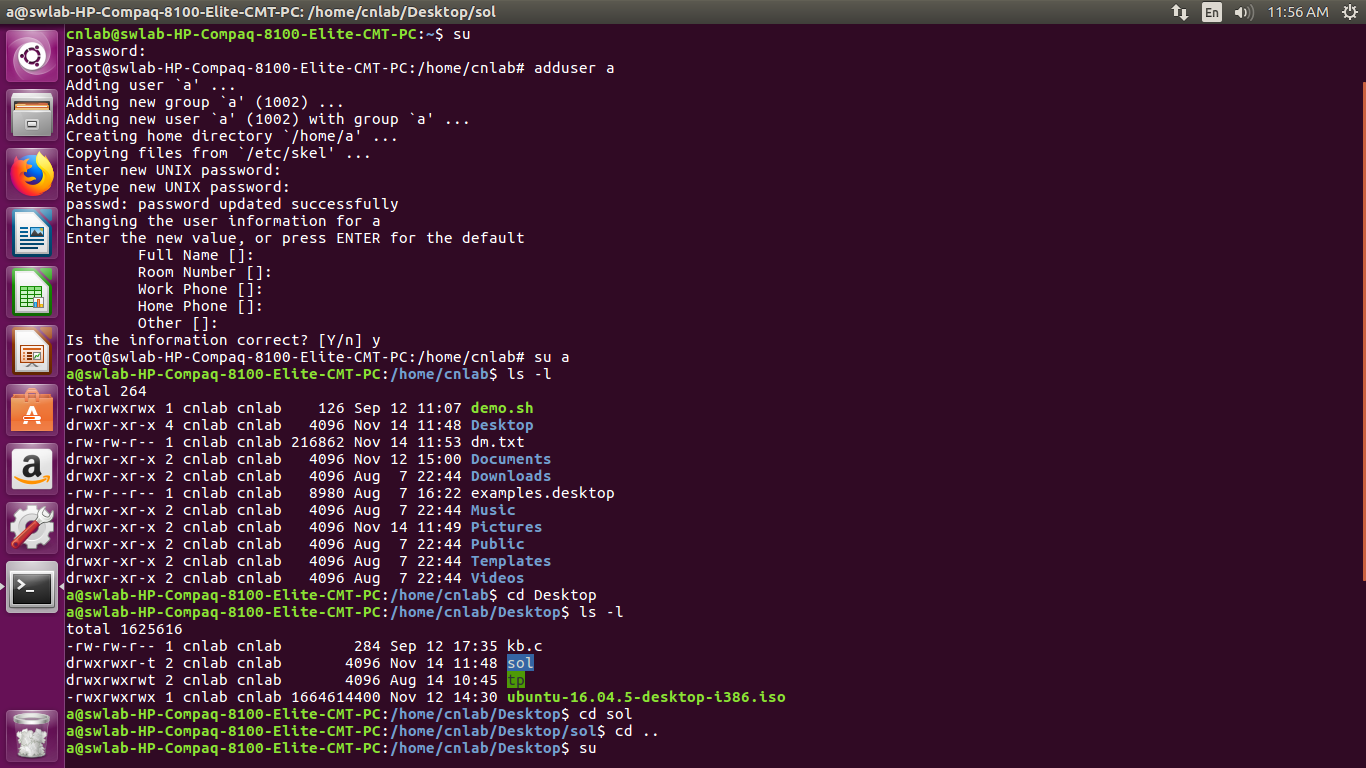 a@swlab-HP-Compaq-8100-Elite-CMT-PC: /home/cnlab/Desktop/sol
En
11:56 AM
cnlab@swlab-HP-Compaq-8100-Elite-CMT-PC:~$ su
Password:
root@swlab-HP-Compaq-8100-Elite-CMT-PC:/home/cnlab# adduser a
Adding user `a' ...
Adding new group `a' (1002) ...
Adding new user `a' (1002) with group `a' ...
Creating home directory `/home/a' ...
Copying files from `/etc/skel' ...
Enter new UNIX password:
Retype new UNIX password:
passwd: password updated successfully
Changing the user information for a
Enter the new value, or press ENTER for the default
        Full Name []:
        Room Number []:
        Work Phone []:
        Home Phone []:
        Other []:
Is the information correct? [Y/n] y
root@swlab-HP-Compaq-8100-Elite-CMT-PC:/home/cnlab# su a
a@swlab-HP-Compaq-8100-Elite-CMT-PC:/home/cnlab$ ls -l
total 264
-rwxrwxrwx 1 cnlab cnlab    126 Sep 12 11:07 demo.sh
drwxr-xr-x 4 cnlab cnlab   4096 Nov 14 11:48 Desktop
-rw-rw-r-- 1 cnlab cnlab 216862 Nov 14 11:53 dm.txt
drwxr-xr-x 2 cnlab cnlab   4096 Nov 12 15:00 Documents
drwxr-xr-x 2 cnlab cnlab   4096 Aug  7 22:44 Downloads
-rw-r--r-- 1 cnlab cnlab   8980 Aug  7 16:22 examples.desktop
drwxr-xr-x 2 cnlab cnlab   4096 Aug  7 22:44 Music
drwxr-xr-x 2 cnlab cnlab   4096 Nov 14 11:49 Pictures
drwxr-xr-x 2 cnlab cnlab   4096 Aug  7 22:44 Public
drwxr-xr-x 2 cnlab cnlab   4096 Aug  7 22:44 Templates
drwxr-xr-x 2 cnlab cnlab   4096 Aug  7 22:44 Videos
a@swlab-HP-Compaq-8100-Elite-CMT-PC:/home/cnlab$ cd Desktop
a@swlab-HP-Compaq-8100-Elite-CMT-PC:/home/cnlab/Desktop$ ls -l
total 1625616
-rw-rw-r-- 1 cnlab cnlab        284 Sep 12 17:35 kb.c
drwxrwxr-t 2 cnlab cnlab       4096 Nov 14 11:48 sol
drwxrwxrwt 2 cnlab cnlab       4096 Aug 14 10:45 tp
-rwxrwxrwx 1 cnlab cnlab 1664614400 Nov 12 14:30 ubuntu-16.04.5-desktop-i386.iso
a@swlab-HP-Compaq-8100-Elite-CMT-PC:/home/cnlab/Desktop$ cd sol
a@swlab-HP-Compaq-8100-Elite-CMT-PC:/home/cnlab/Desktop/sol$ cd ..
a@swlab-HP-Compaq-8100-Elite-CMT-PC:/home/cnlab/Desktop$ su